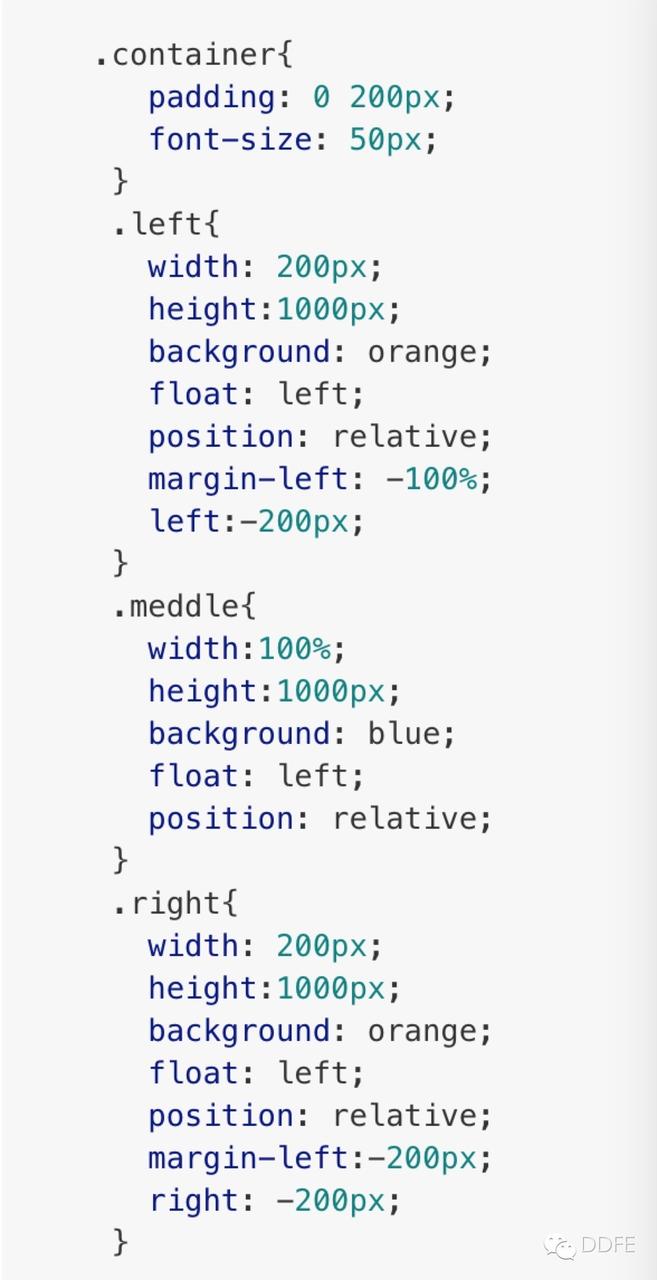 .container{
padding: 0 200px;
font-size: 50px;
}
.left{
width: 200px;
height:1000px;
background: orange;
float: left;
position: relative;
margin-left: -100%;
left:-200px;
}
.meddle{
width:100%;
height:1000px;
background: blue;
float: left;
position: relative;
}
.right{
width: 200px;
height:1000px;
background: orange;
float: left;
position: relative;
margin-left:-200px;
right: -200px;
}
DDFE